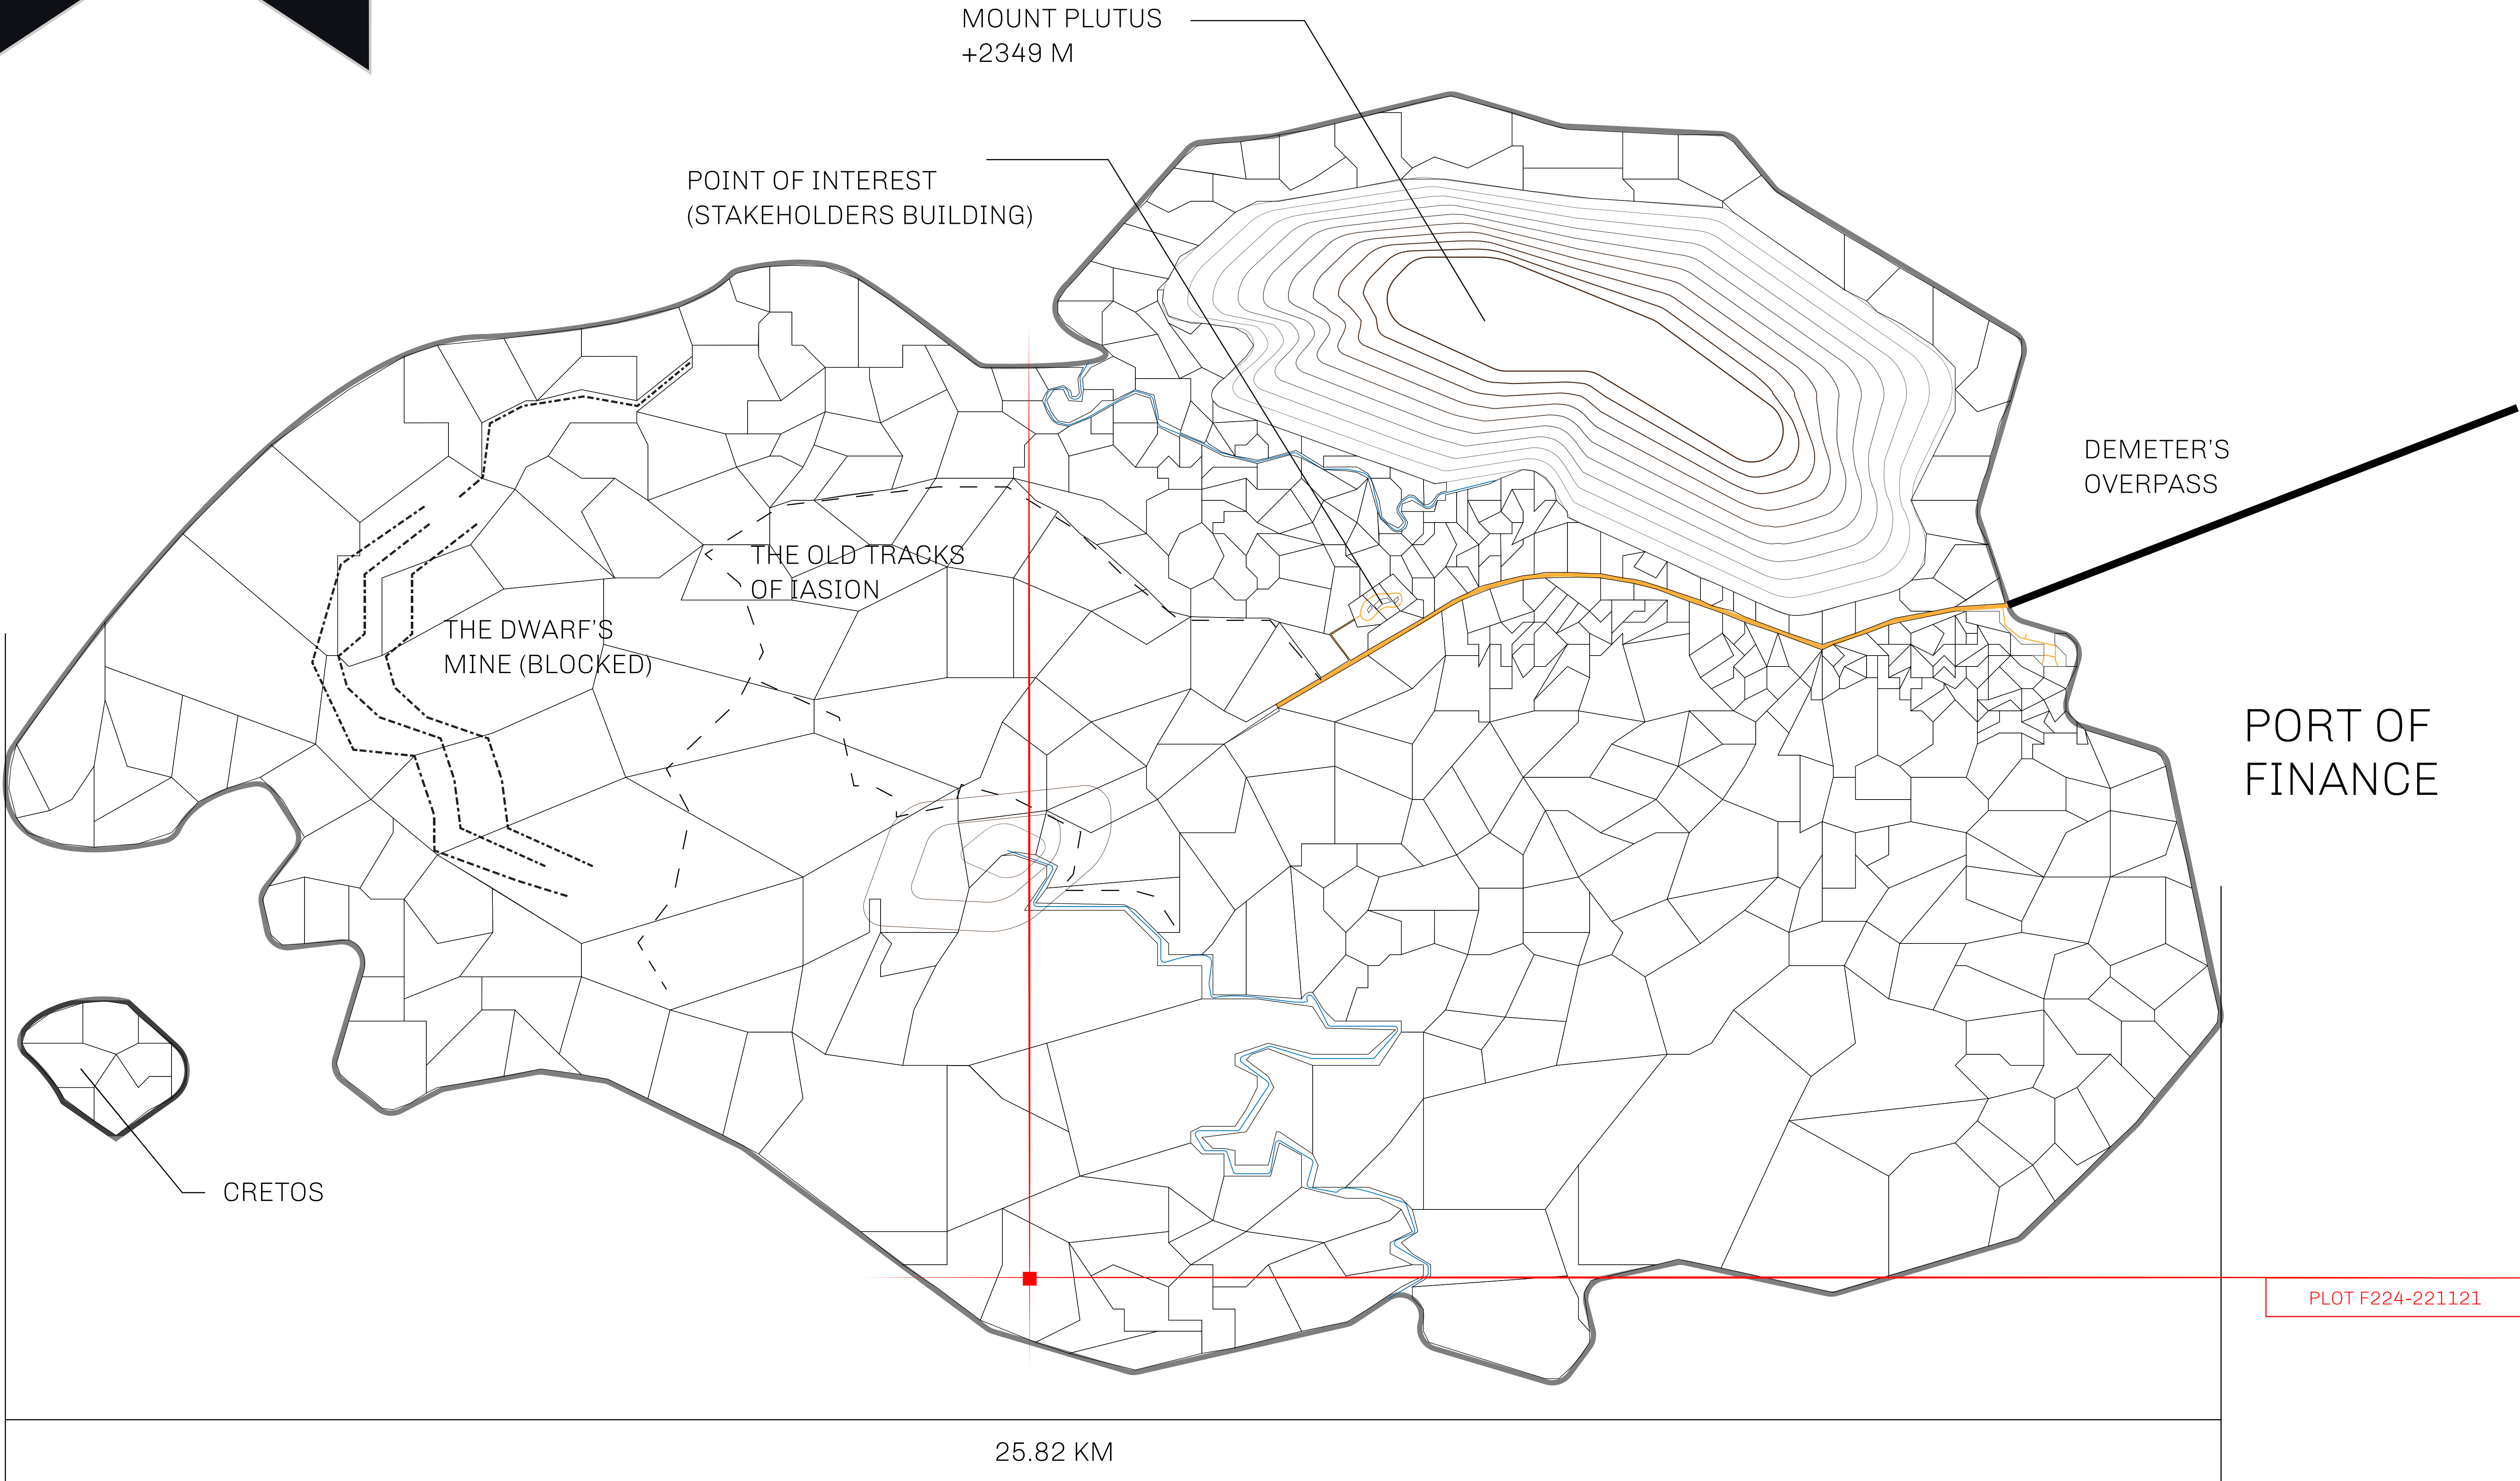 MOUNT PLUTUS
+2349 M
POINT OF INTEREST
(STAKEHOLDERS BUILDING)
DEMETER'S
OVERPASS
THE OLD TRACKS
OF IASION
THE DWARF'S
MINE (BLOCKED)
PORT OF
FINANCE
CRETOS
PLOT F224-221121
25.82 KM